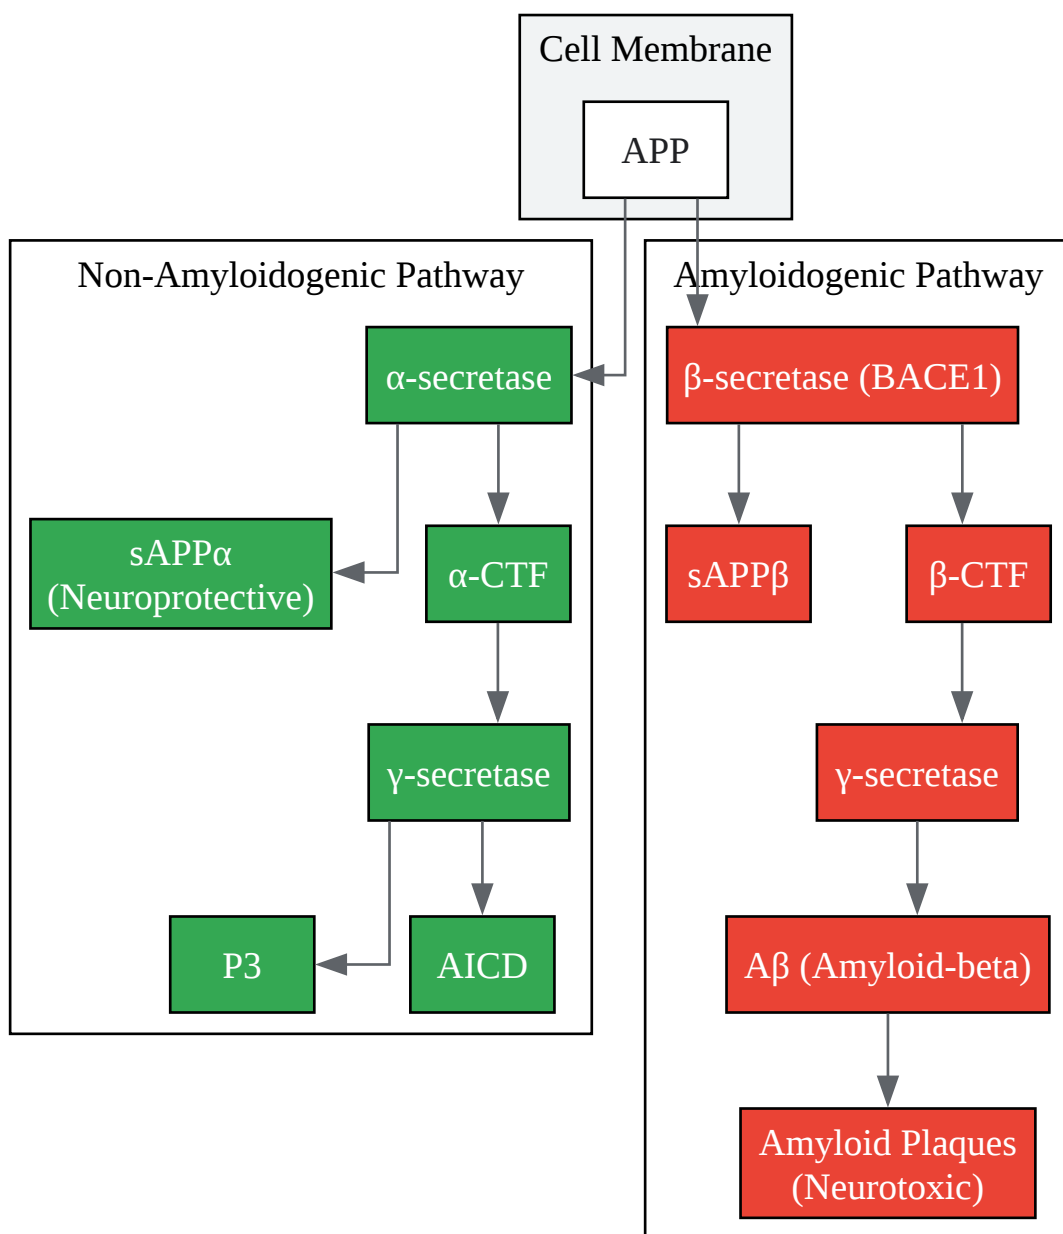 Cell Membrane
APP
Non-Amyloidogenic Pathway
α-secretase
sAPPα
(Neuroprotective)
α-CTF
γ-secretase
P3
AICD
Amyloidogenic Pathway
β-secretase (BACE1)
sAPPβ
β-CTF
γ-secretase
Aβ (Amyloid-beta)
Amyloid Plaques
(Neurotoxic)